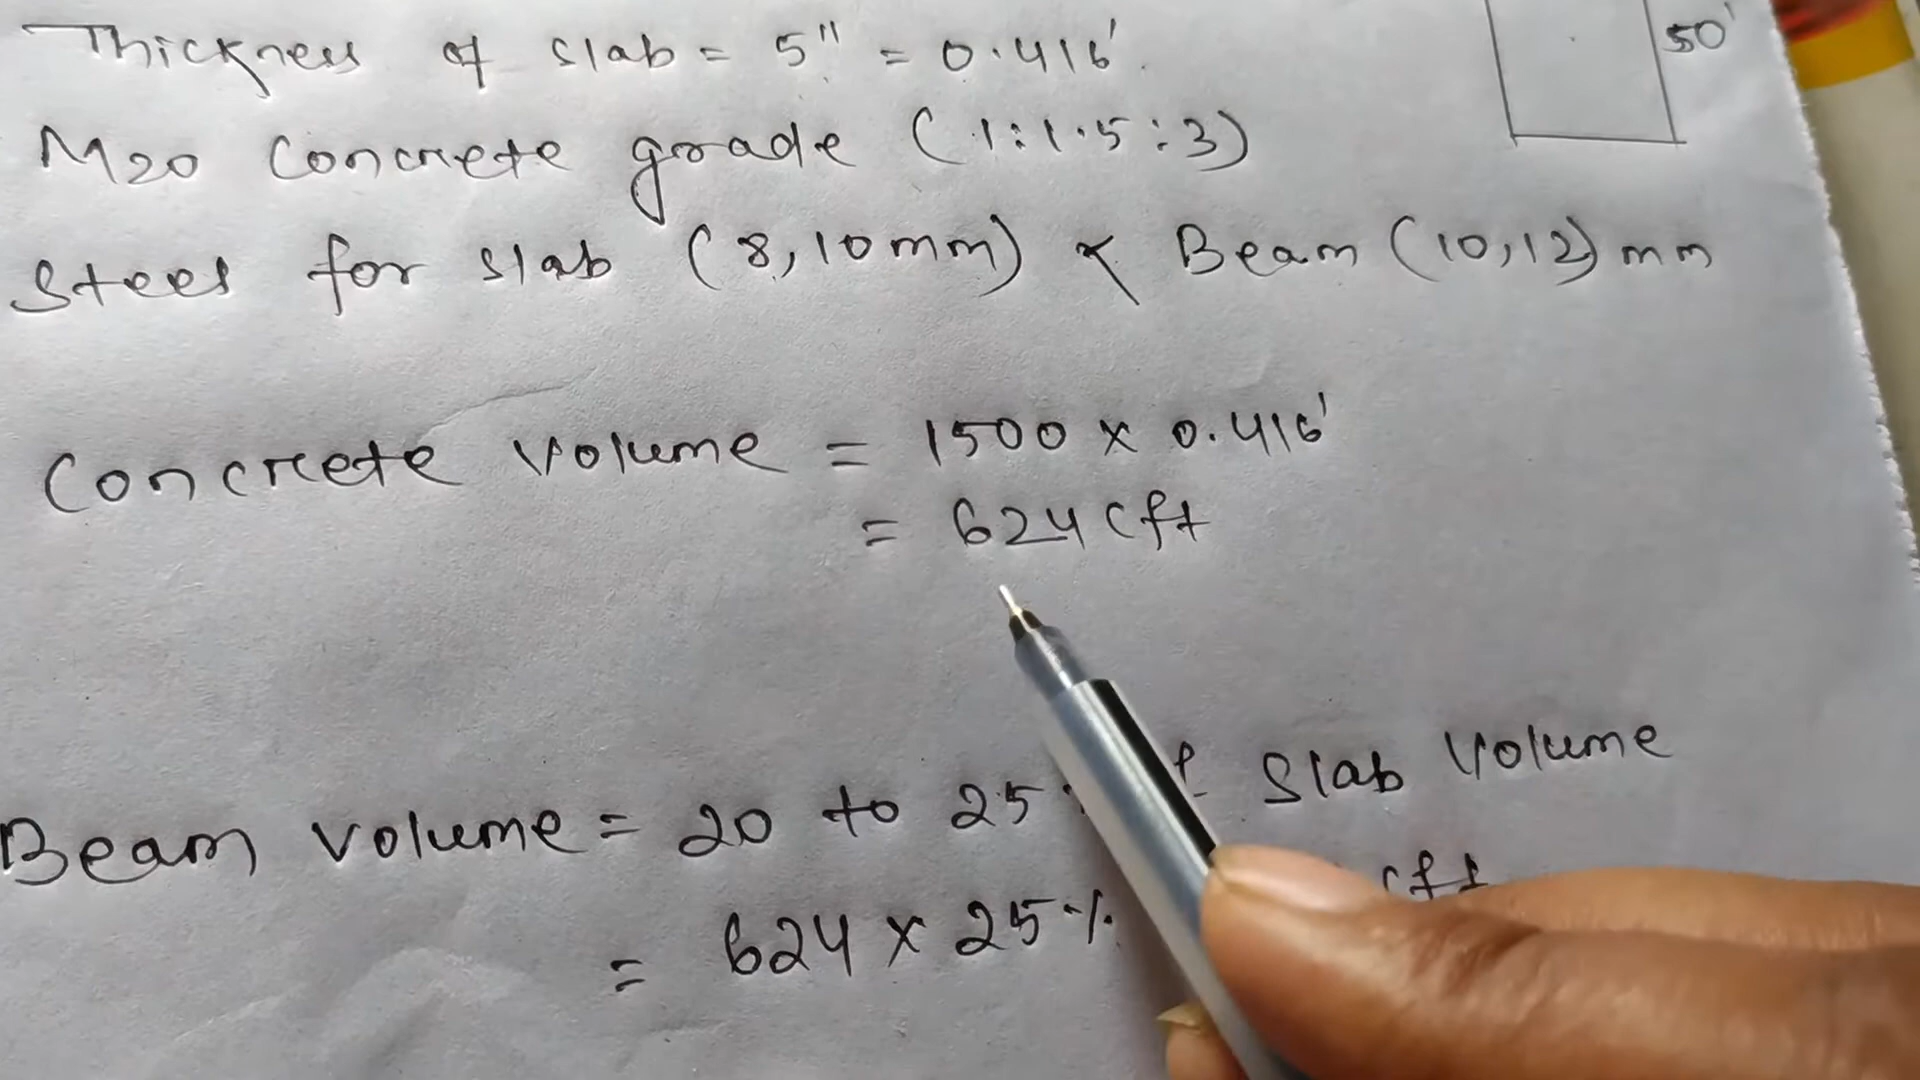 Thickness of slab = 5" = 0.416'
50'
M20 Concrete grade (1:1.5:3)
Steel for slab (8,10mm) & Beam (10,12) mm
Concrete volume = 1500 x 0.416'
= 624 cft
Beam volume = 20 to 25 Slab volume
= 624 x 25% cft